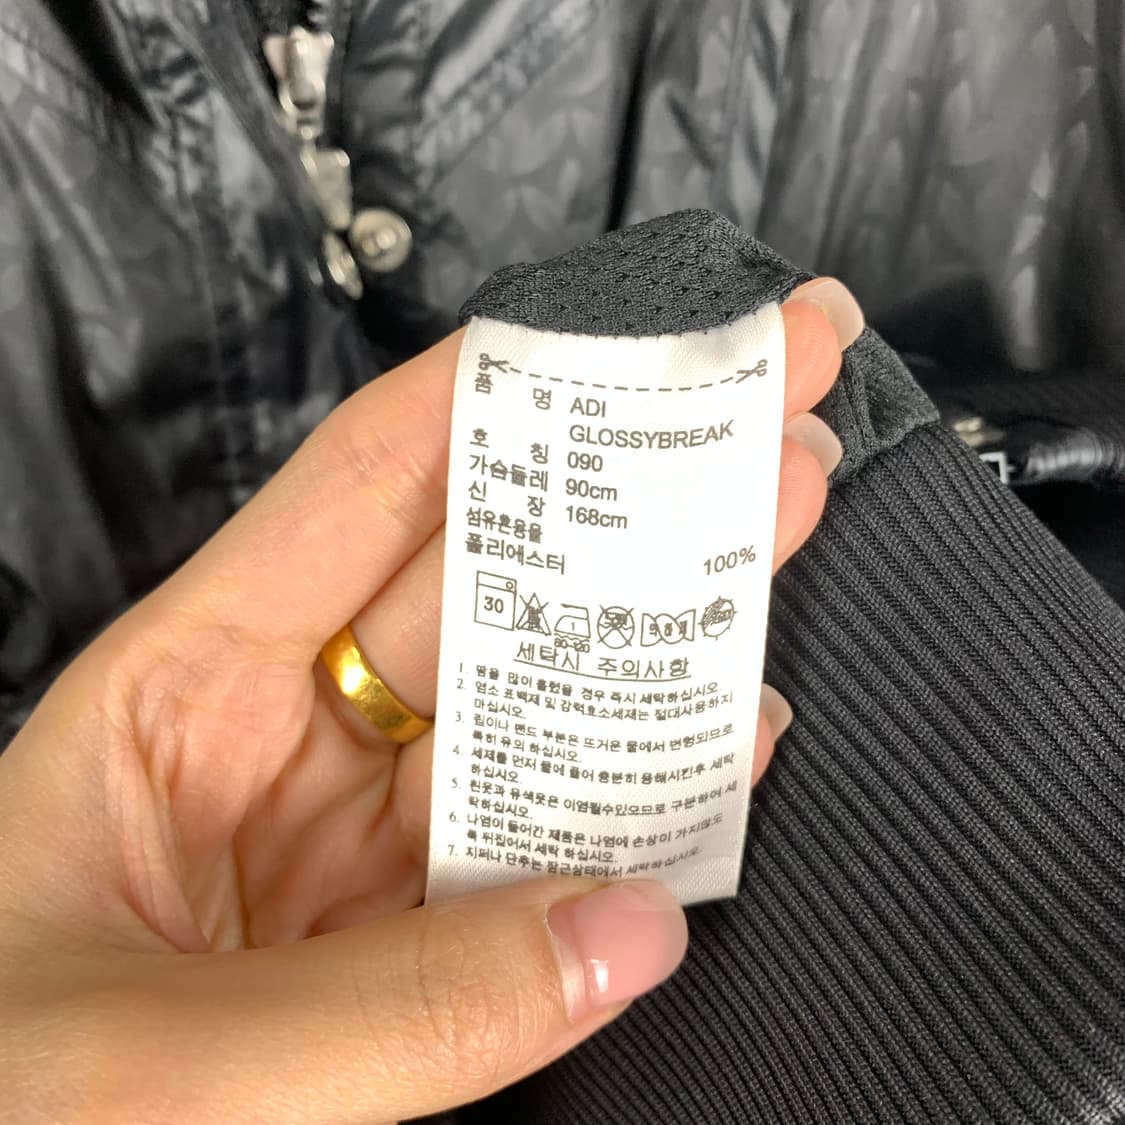 품 명 ADI
GLOSSYBREAK
호 칭 090
가슴둘레 90cm
신 장 168cm
섬유혼용율
폴리에스터 100%
30
80-120
세탁시 주의사항
1. 땀을 많이 흘렸을 경우 즉시 세탁하십시오.
2. 염소 표백제 및 강력효소세제는 절대사용하지
마십시오.
3. 립이나 밴드 부분은 뜨거운 물에서 변형되므로
특히 유의 하십시오.
4. 세제를 먼저 물에 풀어 충분히 용해시킨후 세탁
하십시오.
5. 흰옷과 유색옷은 이염될수있으므로 구분하여 세
탁하십시오.
6. 나염이 들어간 제품은 나염에 손상이 가지않도
록 뒤집어서 세탁 하십시오.
7. 지퍼나 단추는 잠근상태에서 세탁하십시오.